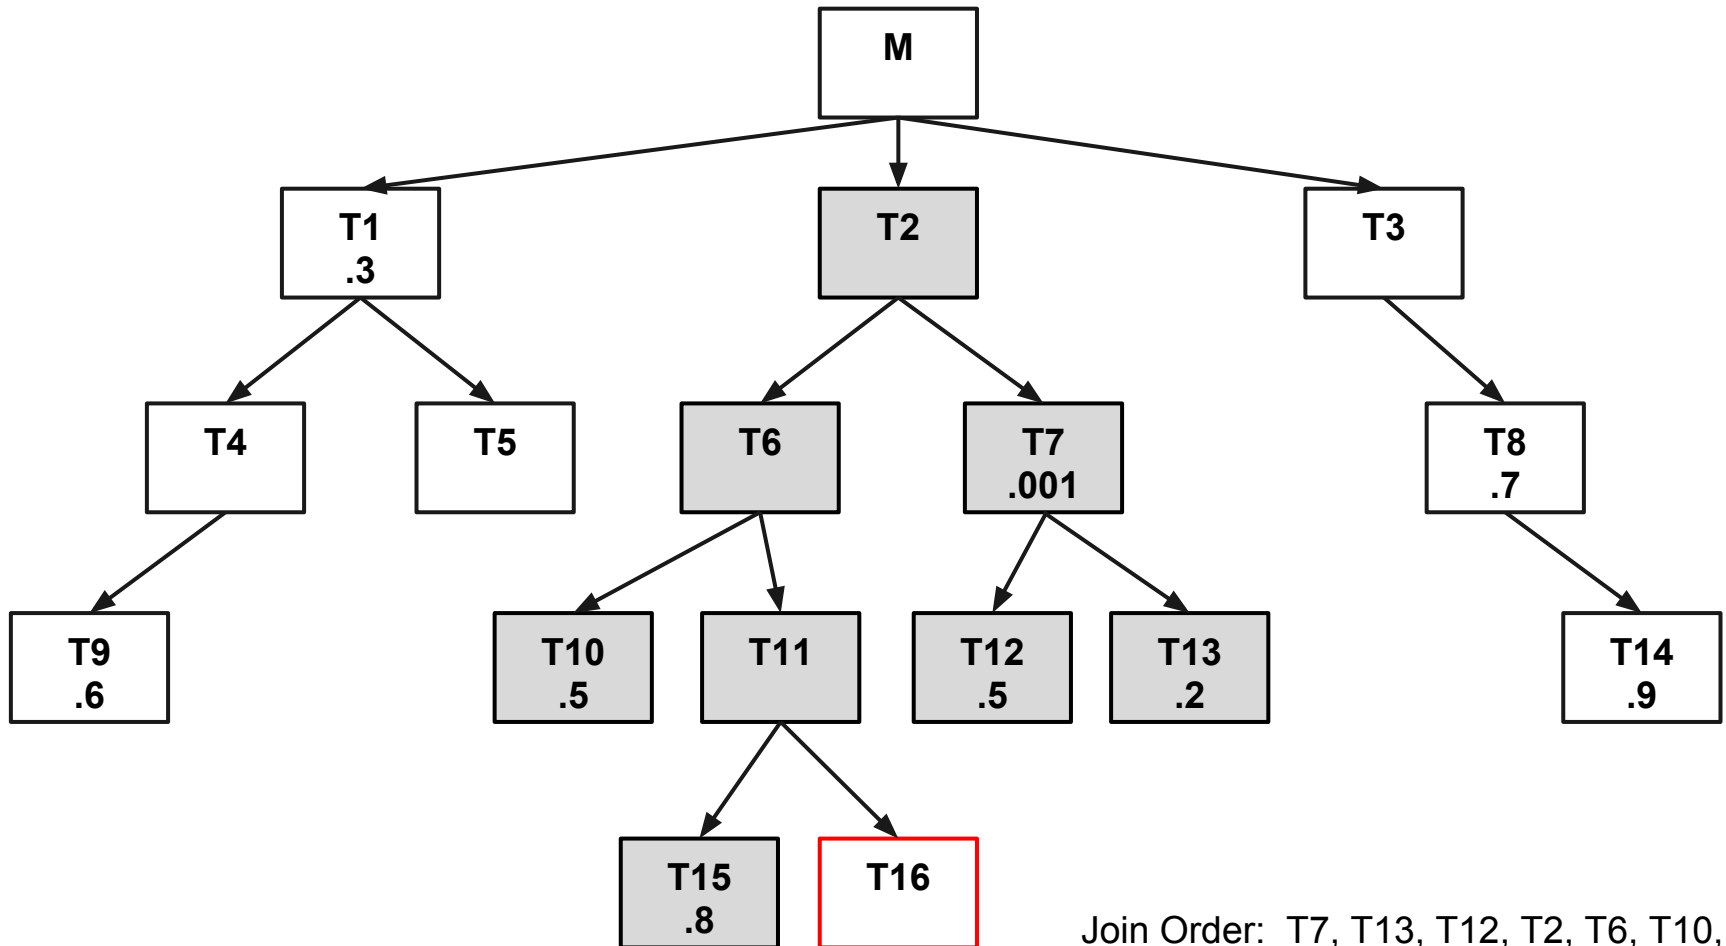 M
T1
.3
T2
T3
T4
T5
T6
T7
.001
T8
.7
T9
.6
T10
.5
T11
T12
.5
T13
.2
T14
.9
T15
.8
T16
Join Order: T7, T13, T12, T2, T6, T10,